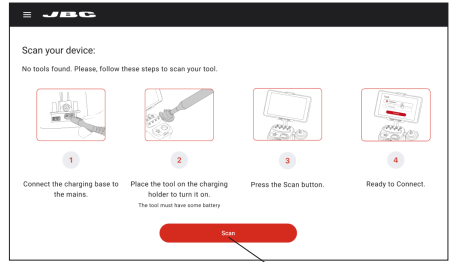 JBC
Scan your device:
No tools found. Please, follow these steps to scan your tool.
1
2
3
4
Connect the charging base to
the mains.
Place the tool on the charging
holder to turn it on.
The tool must have some battery
Press the Scan button.
Ready to Connect.
Scan